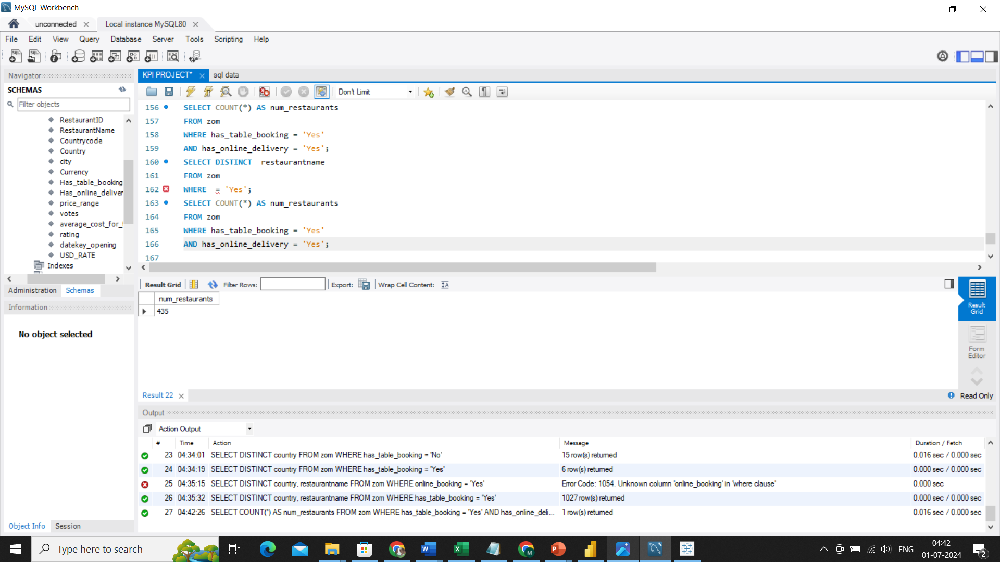 MySQL Workbench
unconnected
Local instance MySQL80
File Edit View Query Database Server Tools Scripting Help
Navigator
KPI PROJECT*
sql data
SCHEMAS
Don't Limit
Filter objects
RestaurantID
RestaurantName
Countrycode
Country
city
Currency
Has_table_booking
Has_online_deliver
price_range
votes
average_cost_for_
rating
datekey_opening
USD_RATE
Indexes
156 SELECT COUNT(*) AS num_restaurants
157 FROM zom
158 WHERE has_table_booking = 'Yes'
159 AND has_online_delivery = 'Yes';
160 SELECT DISTINCT restaurantname
161 FROM zom
162 WHERE = 'Yes';
163 SELECT COUNT(*) AS num_restaurants
164 FROM zom
165 WHERE has_table_booking = 'Yes'
166 AND has_online_delivery = 'Yes';
167
Administration Schemas
Information
No object selected
Result Grid Filter Rows: Export: Wrap Cell Content:
num_restaurants
435
Result Grid
Form Editor
Result 22
Read Only
Output
Action Output
# Time Action Message Duration / Fetch
23 04:34:01 SELECT DISTINCT country FROM zom WHERE has_table_booking = 'No' 15 row(s) returned 0.016 sec / 0.000 sec
24 04:34:19 SELECT DISTINCT country FROM zom WHERE has_table_booking = 'Yes' 6 row(s) returned 0.000 sec / 0.000 sec
25 04:35:15 SELECT DISTINCT country, restaurantname FROM zom WHERE online_booking = 'Yes' Error Code: 1054. Unknown column 'online_booking' in 'where clause' 0.000 sec
26 04:35:32 SELECT DISTINCT country, restaurantname FROM zom WHERE has_table_booking = 'Yes' 1027 row(s) returned 0.000 sec / 0.000 sec
27 04:42:26 SELECT COUNT(*) AS num_restaurants FROM zom WHERE has_table_booking = 'Yes' AND has_online_deli... 1 row(s) returned 0.016 sec / 0.000 sec
Object Info Session
Type here to search
ENG
04:42
01-07-2024
2